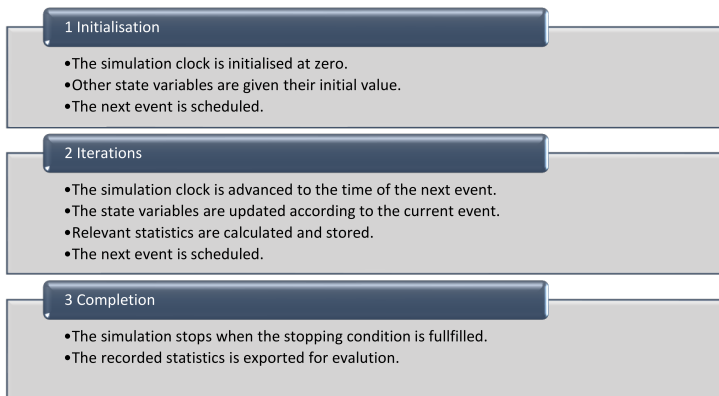 1 Initialisation
•The simulation clock is initialised at zero.
•Other state variables are given their initial value.
•The next event is scheduled.
2 Iterations
•The simulation clock is advanced to the time of the next event.
•The state variables are updated according to the current event.
•Relevant statistics are calculated and stored.
•The next event is scheduled.
3 Completion
•The simulation stops when the stopping condition is fullfilled.
•The recorded statistics is exported for evalution.